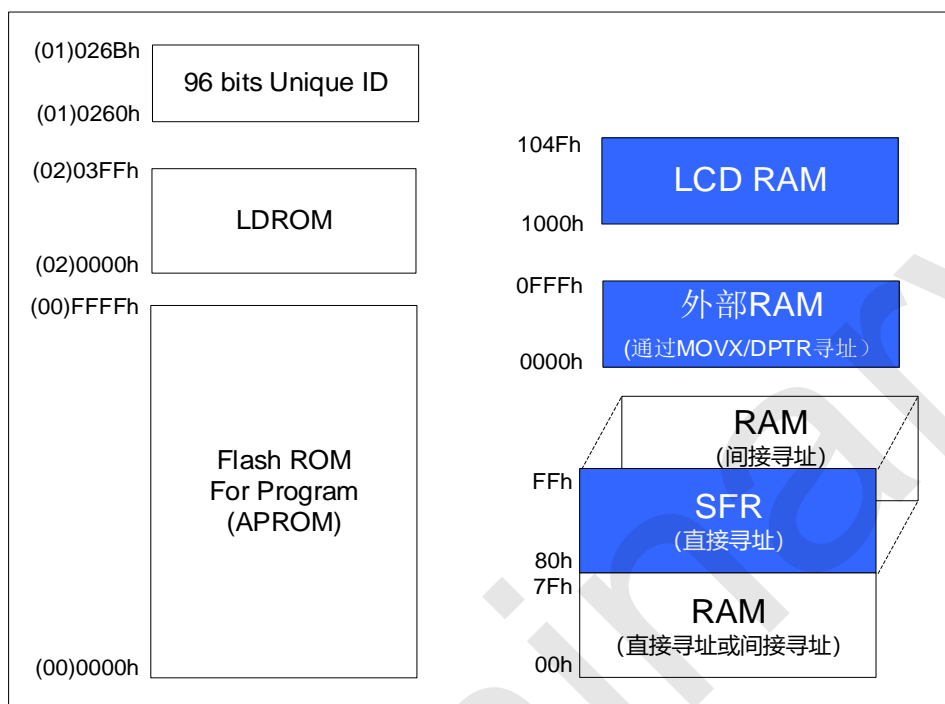 (01)026Bh
96 bits Unique ID
(01)0260h
(02)03FFh
LDROM
(02)0000h
(00)FFFFh
Flash ROM
For Program
(APROM)
(00)0000h
104Fh
LCD RAM
1000h
0FFFh
外部RAM
(通过MOVX/DPTR寻址）
0000h
RAM
(间接寻址)
FFh
SFR
(直接寻址)
80h
7Fh
RAM
(直接寻址或间接寻址)
00h